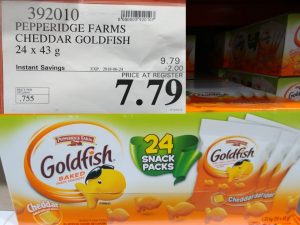 392010
PEPPERIDGE FARMS
CHEDDAR GOLDFISH
24 x 43 g
9.79
Instant Savings
-2.00
PRICE AT REGISTER
7.79
.755
PEPPERIDGE FARM
Goldfish
BAKED
Cheddar
24
SNACK
PACKS
Goldfish
Cheddar